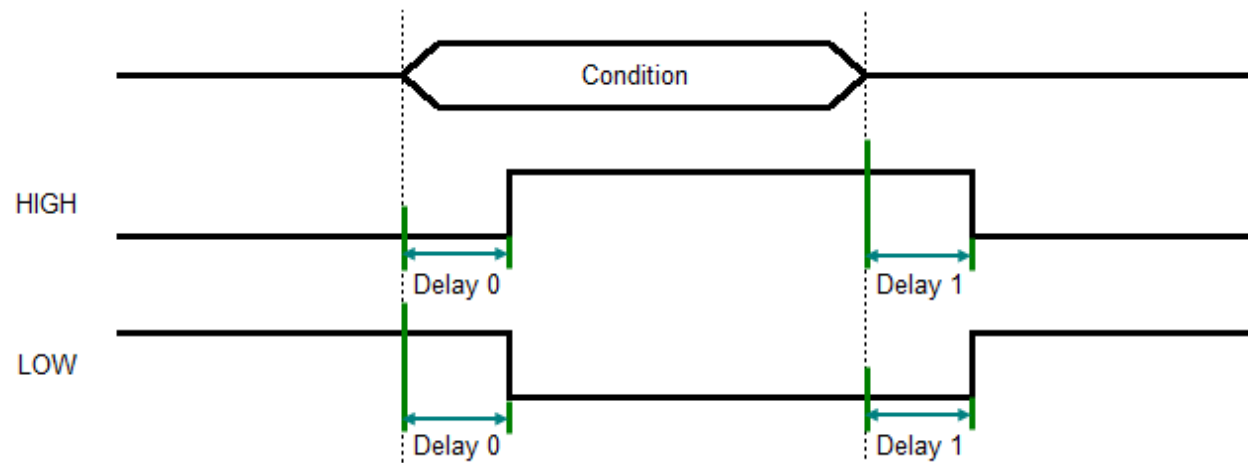 Condition
HIGH
Delay 0
Delay 1
LOW
Delay 0
Delay 1